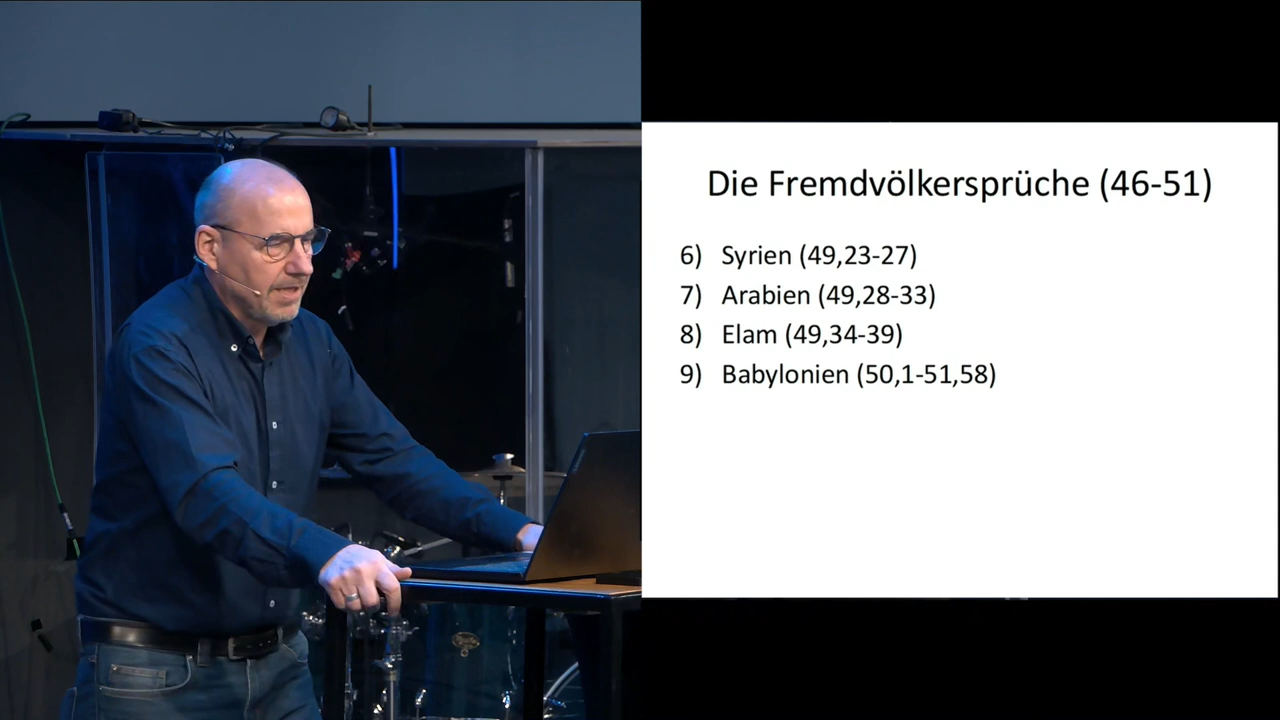 Die Fremdvölkersprüche (46-51)
6) Syrien (49,23-27)
7) Arabien (49,28-33)
8) Elam (49,34-39)
9) Babylonien (50,1-51,58)